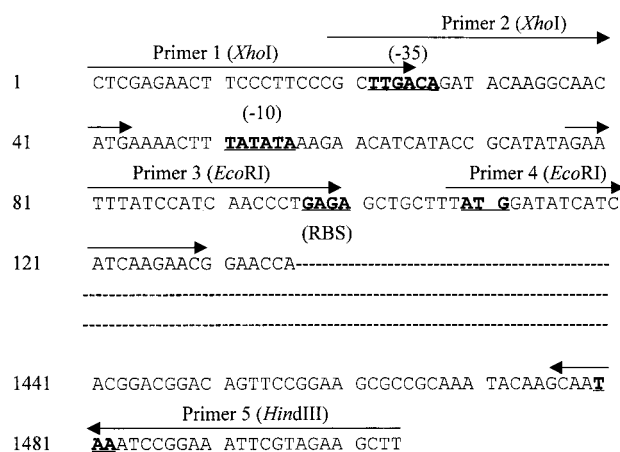 Primer 2 (XhoI)
Primer 1 (XhoI) (-35)
1 CTCGAGAACT TCCCTTCCCG CTTGACAGAT ACAAGGCAAC
(-10)
41 ATGAAAACTT TATATAAAGA ACATCATACC GCATATAGAA
Primer 3 (EcoRI) Primer 4 (EcoRI)
81 TTTATCCATC AACCCTGAGA GCTGCTTTAT GGATATCATC
(RBS)
121 ATCAAGAACG GAACCA
1441 ACGGACGGAC AGTTCCGGAA GCGCCGCAAA TACAAGCAAT
Primer 5 (HindIII)
1481 AAATCCGGAA ATTCGTAGAA GCTT